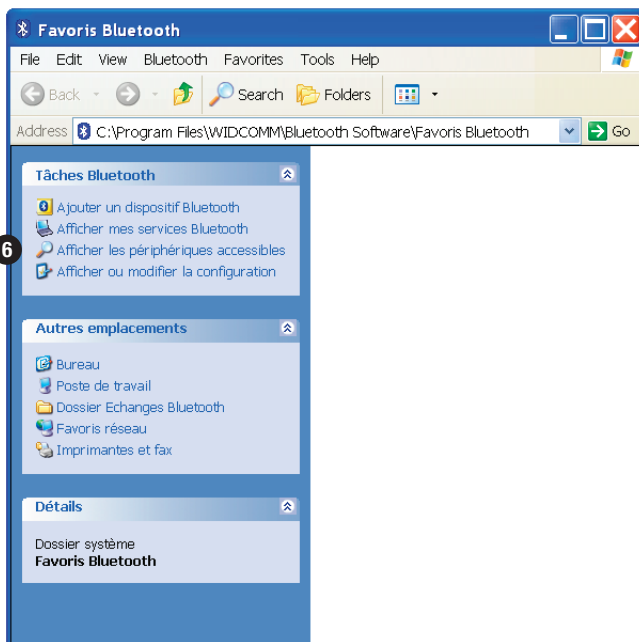 Favoris Bluetooth
File Edit View Bluetooth Favorites Tools Help
Back Search Folders
Address C:\Program Files\WIDCOMM\Bluetooth Software\Favoris Bluetooth Go
Tâches Bluetooth
Ajouter un dispositif Bluetooth
Afficher mes services Bluetooth
6 Afficher les périphériques accessibles
Afficher ou modifier la configuration
Autres emplacements
Bureau
Poste de travail
Dossier Echanges Bluetooth
Favoris réseau
Imprimantes et fax
Détails
Dossier système
Favoris Bluetooth